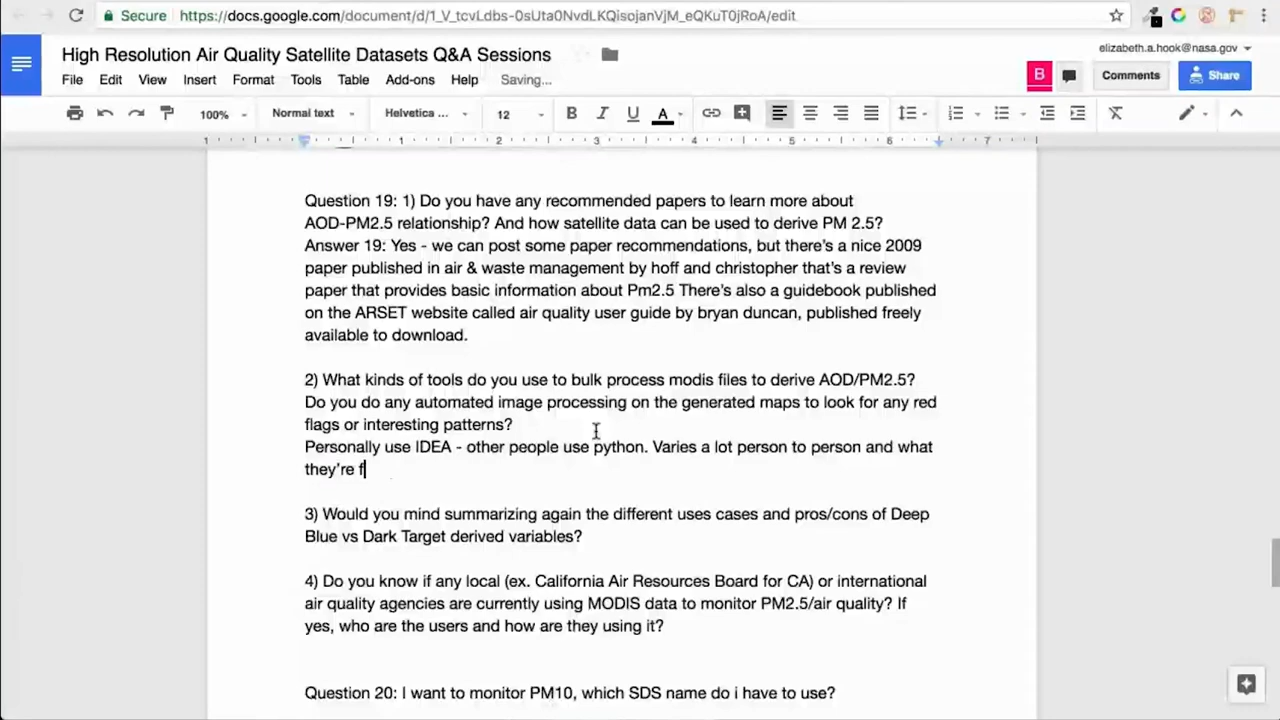 Secure https://docs.google.com/document/d/1_V_tcvLdbs-0sUta0NvdLKQisojanVjM_eQKuT0jRoA/edit
High Resolution Air Quality Satellite Datasets Q&A Sessions
elizabeth.a.hook@nasa.gov
File Edit View Insert Format Tools Table Add-ons Help Saving...
B Comments Share
100% Normal text Helvetica ... 12 B I U A
1 1 2 3 4 5 6 7
Question 19: 1) Do you have any recommended papers to learn more about
AOD-PM2.5 relationship? And how satellite data can be used to derive PM 2.5?
Answer 19: Yes - we can post some paper recommendations, but there's a nice 2009
paper published in air & waste management by hoff and christopher that's a review
paper that provides basic information about Pm2.5 There's also a guidebook published
on the ARSET website called air quality user guide by bryan duncan, published freely
available to download.
2) What kinds of tools do you use to bulk process modis files to derive AOD/PM2.5?
Do you do any automated image processing on the generated maps to look for any red
flags or interesting patterns?
Personally use IDEA - other people use python. Varies a lot person to person and what
they're f
3) Would you mind summarizing again the different uses cases and pros/cons of Deep
Blue vs Dark Target derived variables?
4) Do you know if any local (ex. California Air Resources Board for CA) or international
air quality agencies are currently using MODIS data to monitor PM2.5/air quality? If
yes, who are the users and how are they using it?
Question 20: I want to monitor PM10, which SDS name do i have to use?